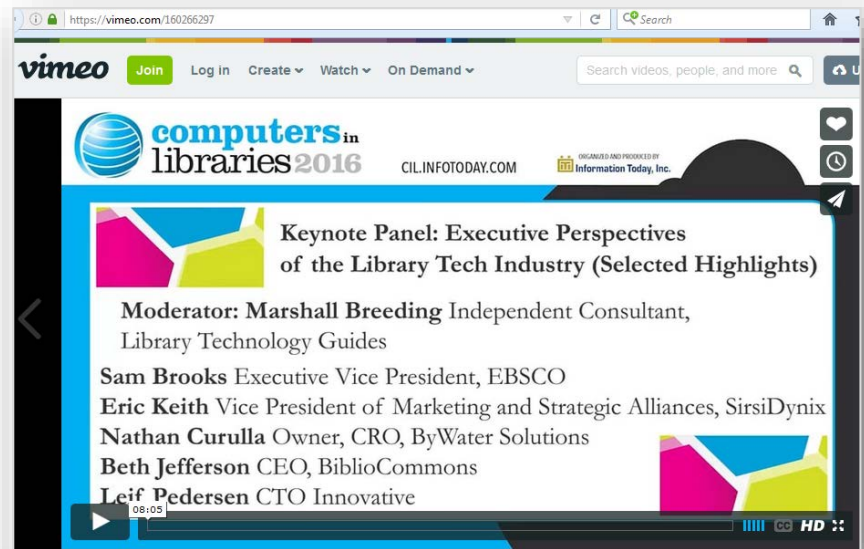 https://vimeo.com/160266297
Search
vimeo
Join
Log in
Create
Watch
On Demand
Search videos, people, and more
U
computers in
libraries 2016
CIL.INFOTODAY.COM
ORGANIZED AND PRODUCED BY
Information Today, Inc.
Keynote Panel: Executive Perspectives
of the Library Tech Industry (Selected Highlights)
Moderator: Marshall Breeding Independent Consultant,
Library Technology Guides
Sam Brooks Executive Vice President, EBSCO
Eric Keith Vice President of Marketing and Strategic Alliances, SirsiDynix
Nathan Curulla Owner, CRO, ByWater Solutions
Beth Jefferson CEO, BiblioCommons
Leif Pedersen CTO Innovative
08:05
CC HD